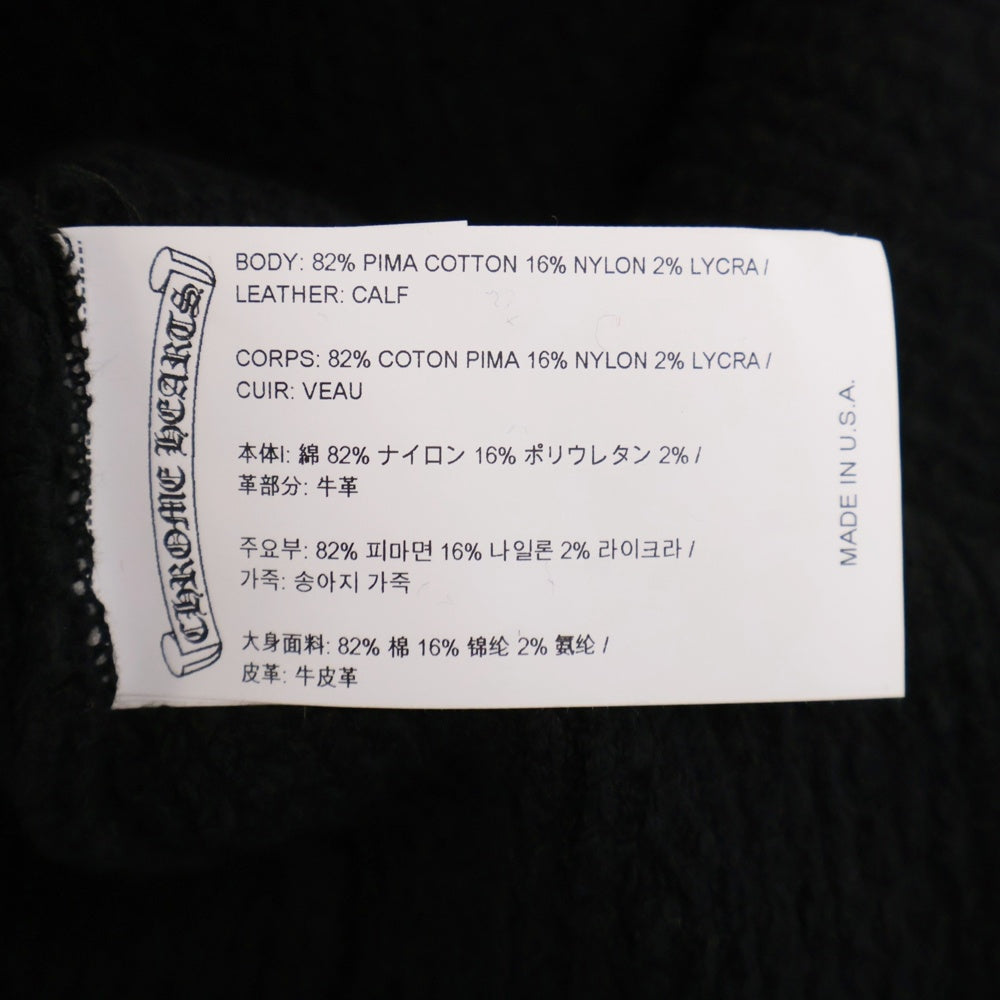 CHROME HEARTS
BODY: 82% PIMA COTTON 16% NYLON 2% LYCRA /
LEATHER: CALF
CORPS: 82% COTON PIMA 16% NYLON 2% LYCRA /
CUIR: VEAU
本体I: 綿 82% ナイロン 16% ポリウレタン 2% /
革部分: 牛革
주요부: 82% 피마면 16% 나일론 2% 라이크라 /
가죽: 송아지 가죽
大身面料: 82% 棉 16% 锦纶 2% 氨纶 /
皮革: 牛皮革
MADE IN U.S.A.